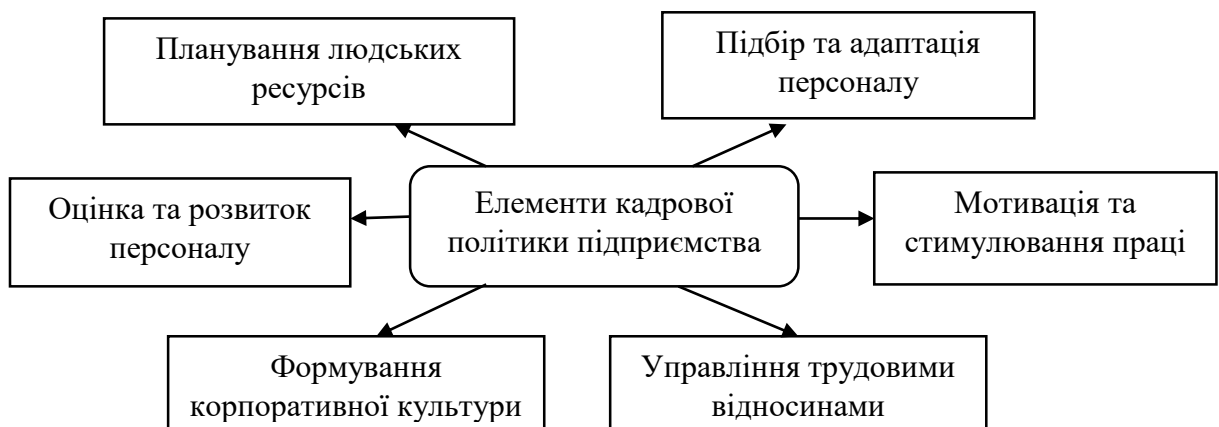 Планування людських
ресурсів
Підбір та адаптація
персоналу
Оцінка та розвиток
персоналу
Елементи кадрової
політики підприємства
Мотивація та
стимулювання праці
Формування
корпоративної культури
Управління трудовими
відносинами